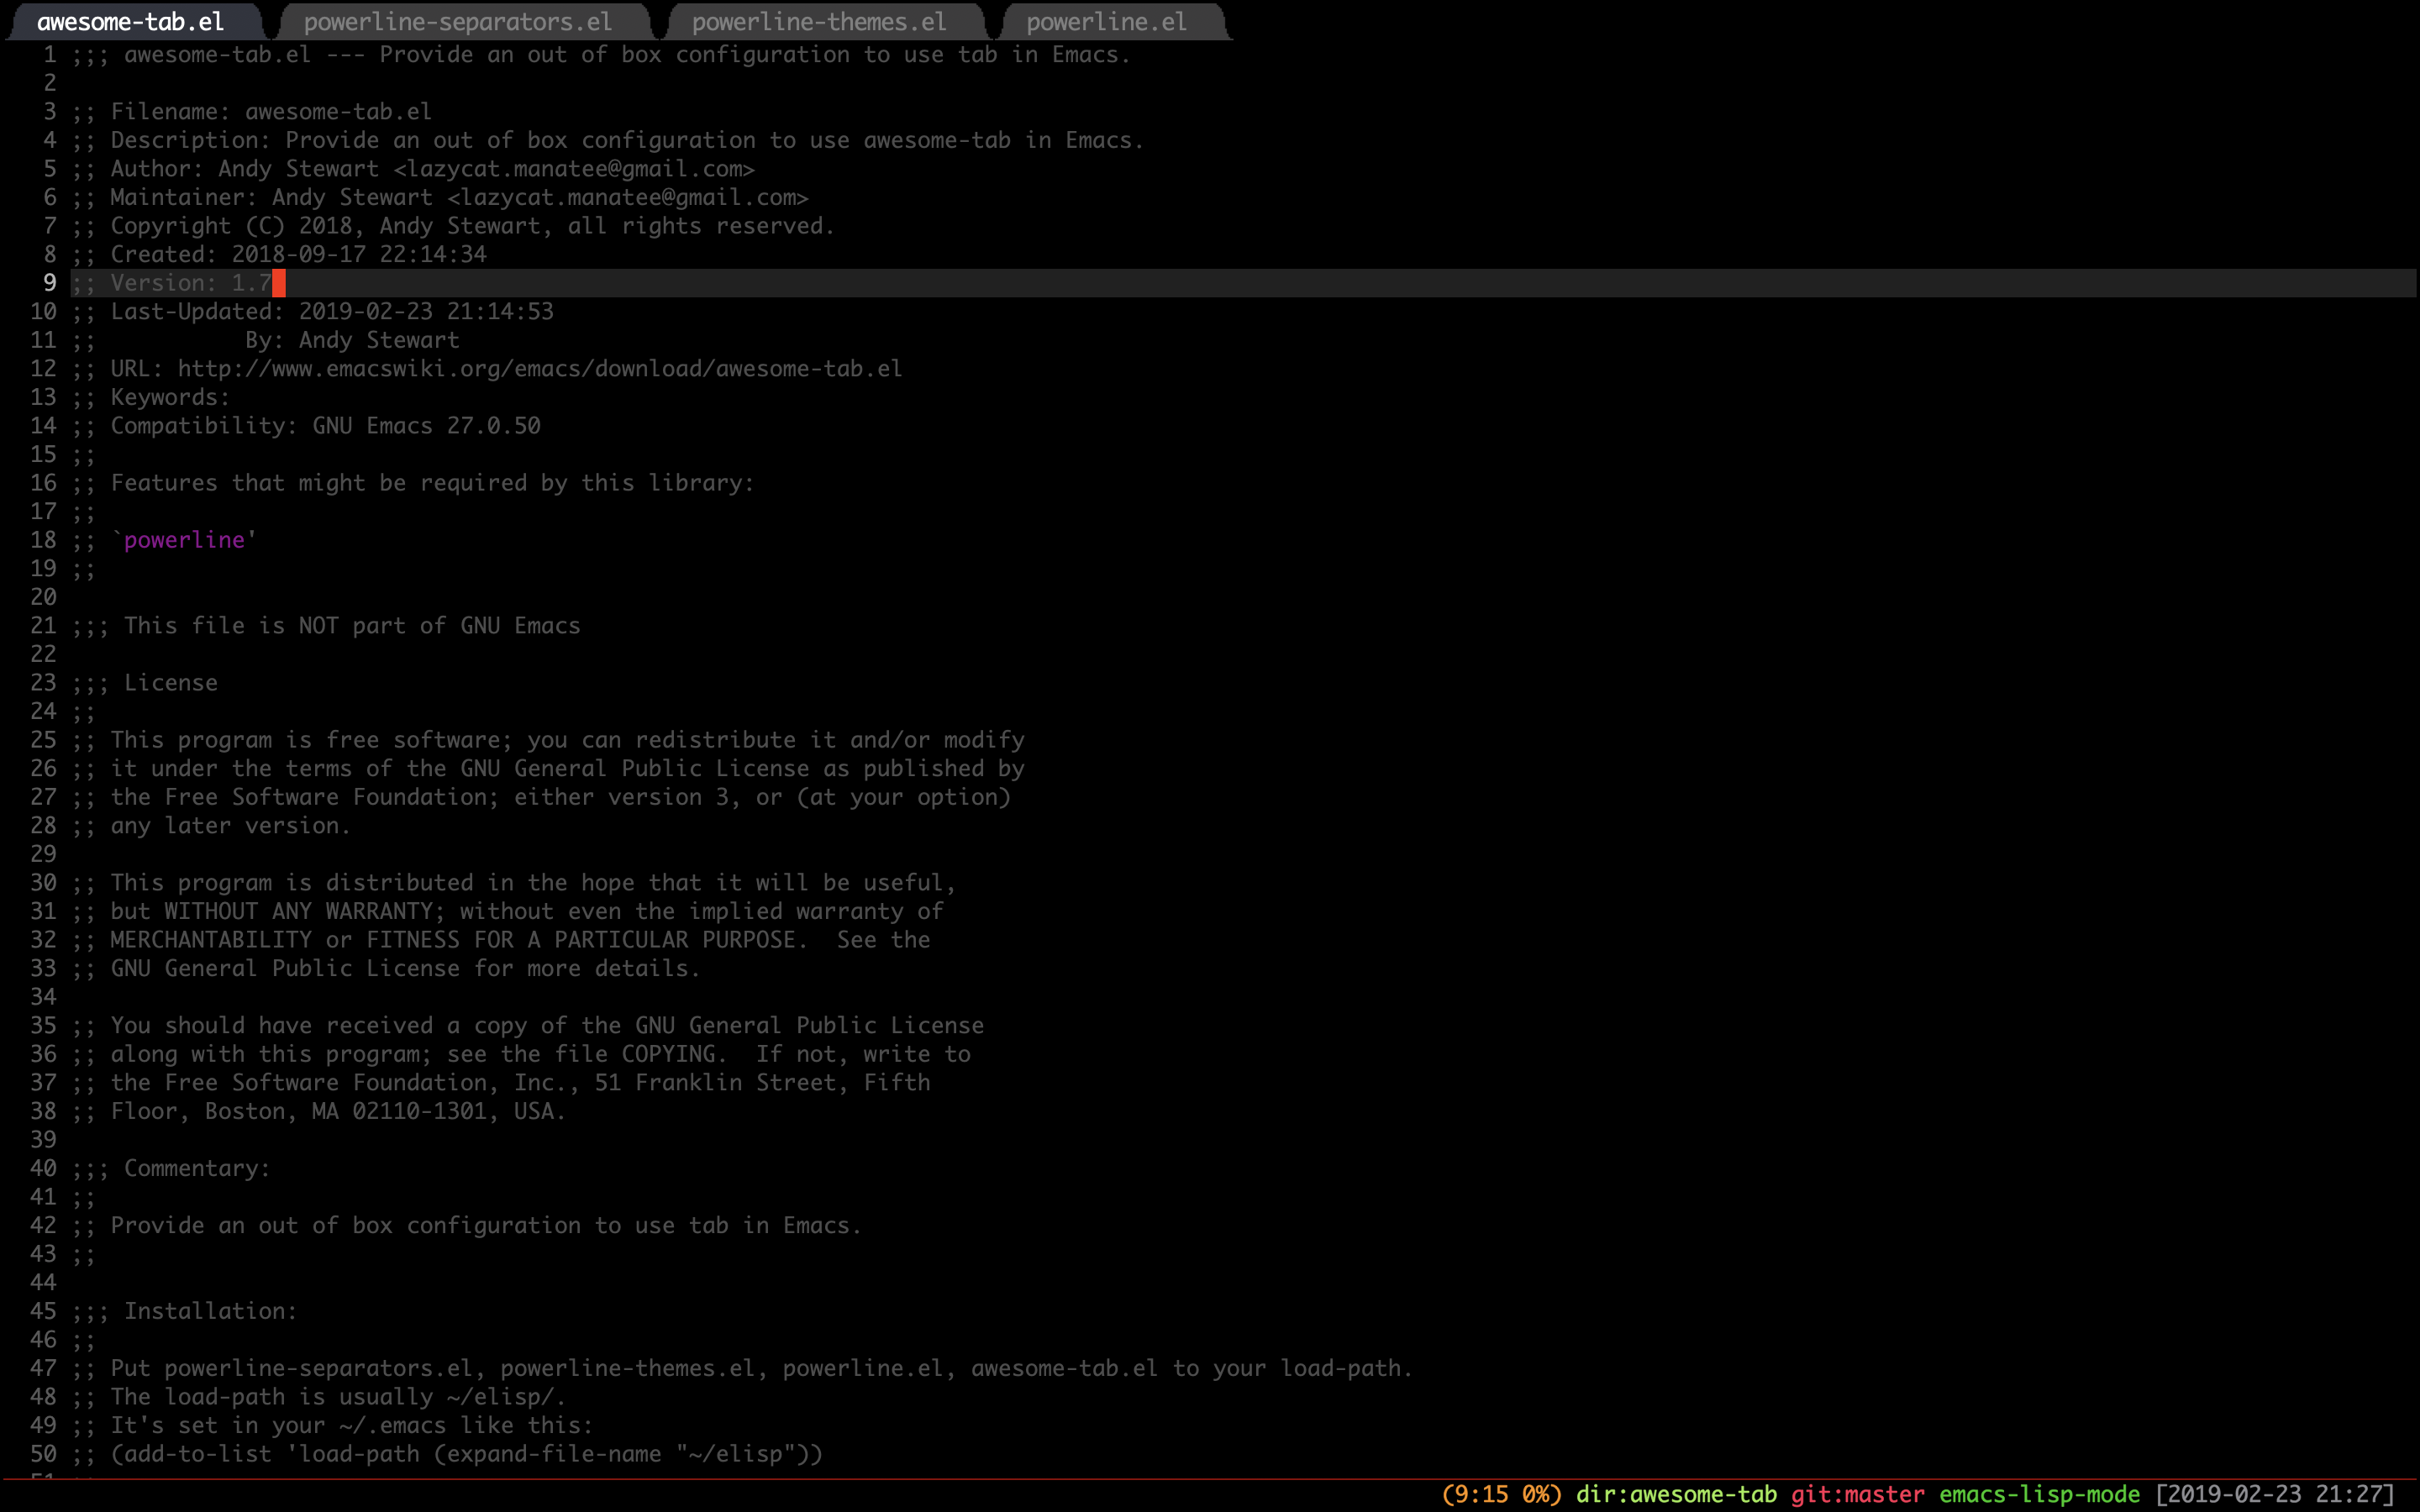 awesome-tab.el powerline-separators.el powerline-themes.el powerline.el
1 ;;; awesome-tab.el --- Provide an out of box configuration to use tab in Emacs.
2
3 ;; Filename: awesome-tab.el
4 ;; Description: Provide an out of box configuration to use awesome-tab in Emacs.
5 ;; Author: Andy Stewart <lazycat.manatee@gmail.com>
6 ;; Maintainer: Andy Stewart <lazycat.manatee@gmail.com>
7 ;; Copyright (C) 2018, Andy Stewart, all rights reserved.
8 ;; Created: 2018-09-17 22:14:34
9 ;; Version: 1.7
10 ;; Last-Updated: 2019-02-23 21:14:53
11 ;;           By: Andy Stewart
12 ;; URL: http://www.emacswiki.org/emacs/download/awesome-tab.el
13 ;; Keywords:
14 ;; Compatibility: GNU Emacs 27.0.50
15 ;;
16 ;; Features that might be required by this library:
17 ;;
18 ;; `powerline'
19 ;;
20
21 ;;; This file is NOT part of GNU Emacs
22
23 ;;; License
24 ;;
25 ;; This program is free software; you can redistribute it and/or modify
26 ;; it under the terms of the GNU General Public License as published by
27 ;; the Free Software Foundation; either version 3, or (at your option)
28 ;; any later version.
29
30 ;; This program is distributed in the hope that it will be useful,
31 ;; but WITHOUT ANY WARRANTY; without even the implied warranty of
32 ;; MERCHANTABILITY or FITNESS FOR A PARTICULAR PURPOSE.  See the
33 ;; GNU General Public License for more details.
34
35 ;; You should have received a copy of the GNU General Public License
36 ;; along with this program; see the file COPYING.  If not, write to
37 ;; the Free Software Foundation, Inc., 51 Franklin Street, Fifth
38 ;; Floor, Boston, MA 02110-1301, USA.
39
40 ;;; Commentary:
41 ;;
42 ;; Provide an out of box configuration to use tab in Emacs.
43 ;;
44
45 ;;; Installation:
46 ;;
47 ;; Put powerline-separators.el, powerline-themes.el, powerline.el, awesome-tab.el to your load-path.
48 ;; The load-path is usually ~/elisp/.
49 ;; It's set in your ~/.emacs like this:
50 ;; (add-to-list 'load-path (expand-file-name "~/elisp"))
(9:15 0%) dir:awesome-tab git:master emacs-lisp-mode [2019-02-23 21:27]